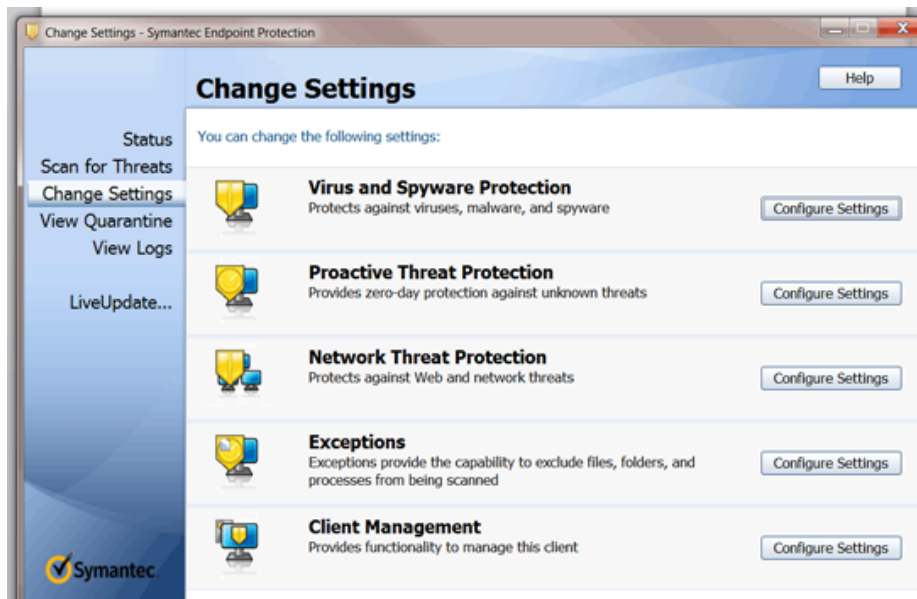 Change Settings - Symantec Endpoint Protection
Change Settings
Help
Status
Scan for Threats
Change Settings
View Quarantine
View Logs
LiveUpdate...
You can change the following settings:
Virus and Spyware Protection
Protects against viruses, malware, and spyware
Configure Settings
Proactive Threat Protection
Provides zero-day protection against unknown threats
Configure Settings
Network Threat Protection
Protects against Web and network threats
Configure Settings
Exceptions
Exceptions provide the capability to exclude files, folders, and
processes from being scanned
Configure Settings
Client Management
Provides functionality to manage this client
Configure Settings
Symantec.